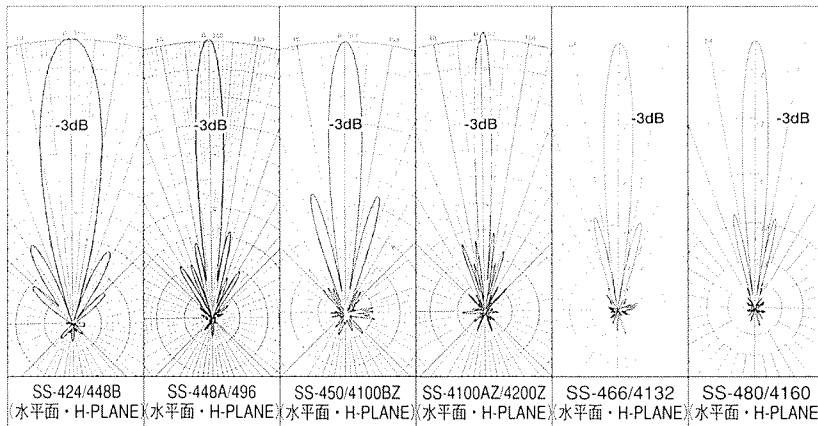 -3dB
-3dB
-3dB
-3dB
-3dB
-3dB
SS-424/448B
(水平面・H-PLANE)
SS-448A/496
(水平面・H-PLANE)
SS-450/4100BZ
(水平面・H-PLANE)
SS-4100AZ/4200Z
(水平面・H-PLANE)
SS-466/4132
(水平面・H-PLANE)
SS-480/4160
(水平面・H-PLANE)